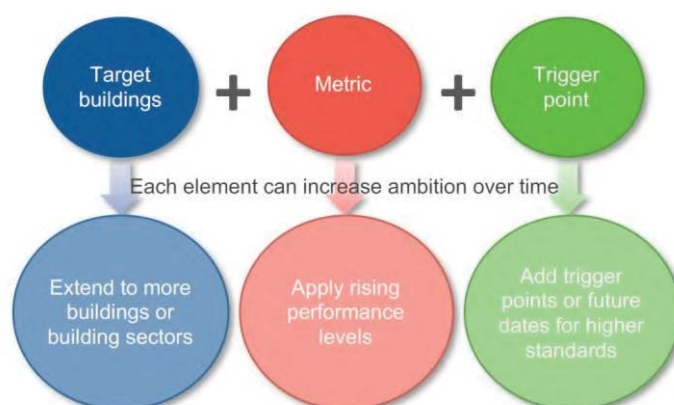 Target
buildings
+
Metric
+
Trigger
point
Each element can increase ambition over time
Extend to more
buildings or
building sectors
Apply rising
performance
levels
Add trigger
points or future
dates for higher
standards